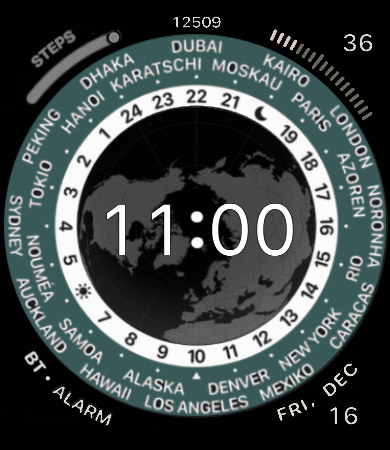 12509
STEPS
36
DUBAI
MOSKAU
KAIRO
PARIS
LONDON
AZOREN
NORONHA
RIO
CARACAS
NEW YORK
MEXIKO
DENVER
LOS ANGELES
ALASKA
HAWAII
SAMOA
AUCKLAND
NOUMÉA
SYDNEY
TOKIO
PEKING
HANOI
DHAKA
KARATSCHI
22
21
19
18
17
16
15
14
13
12
11
10
9
8
7
5
4
3
2
1
24
23
11:00
BT • ALARM
FRI, DEC
16